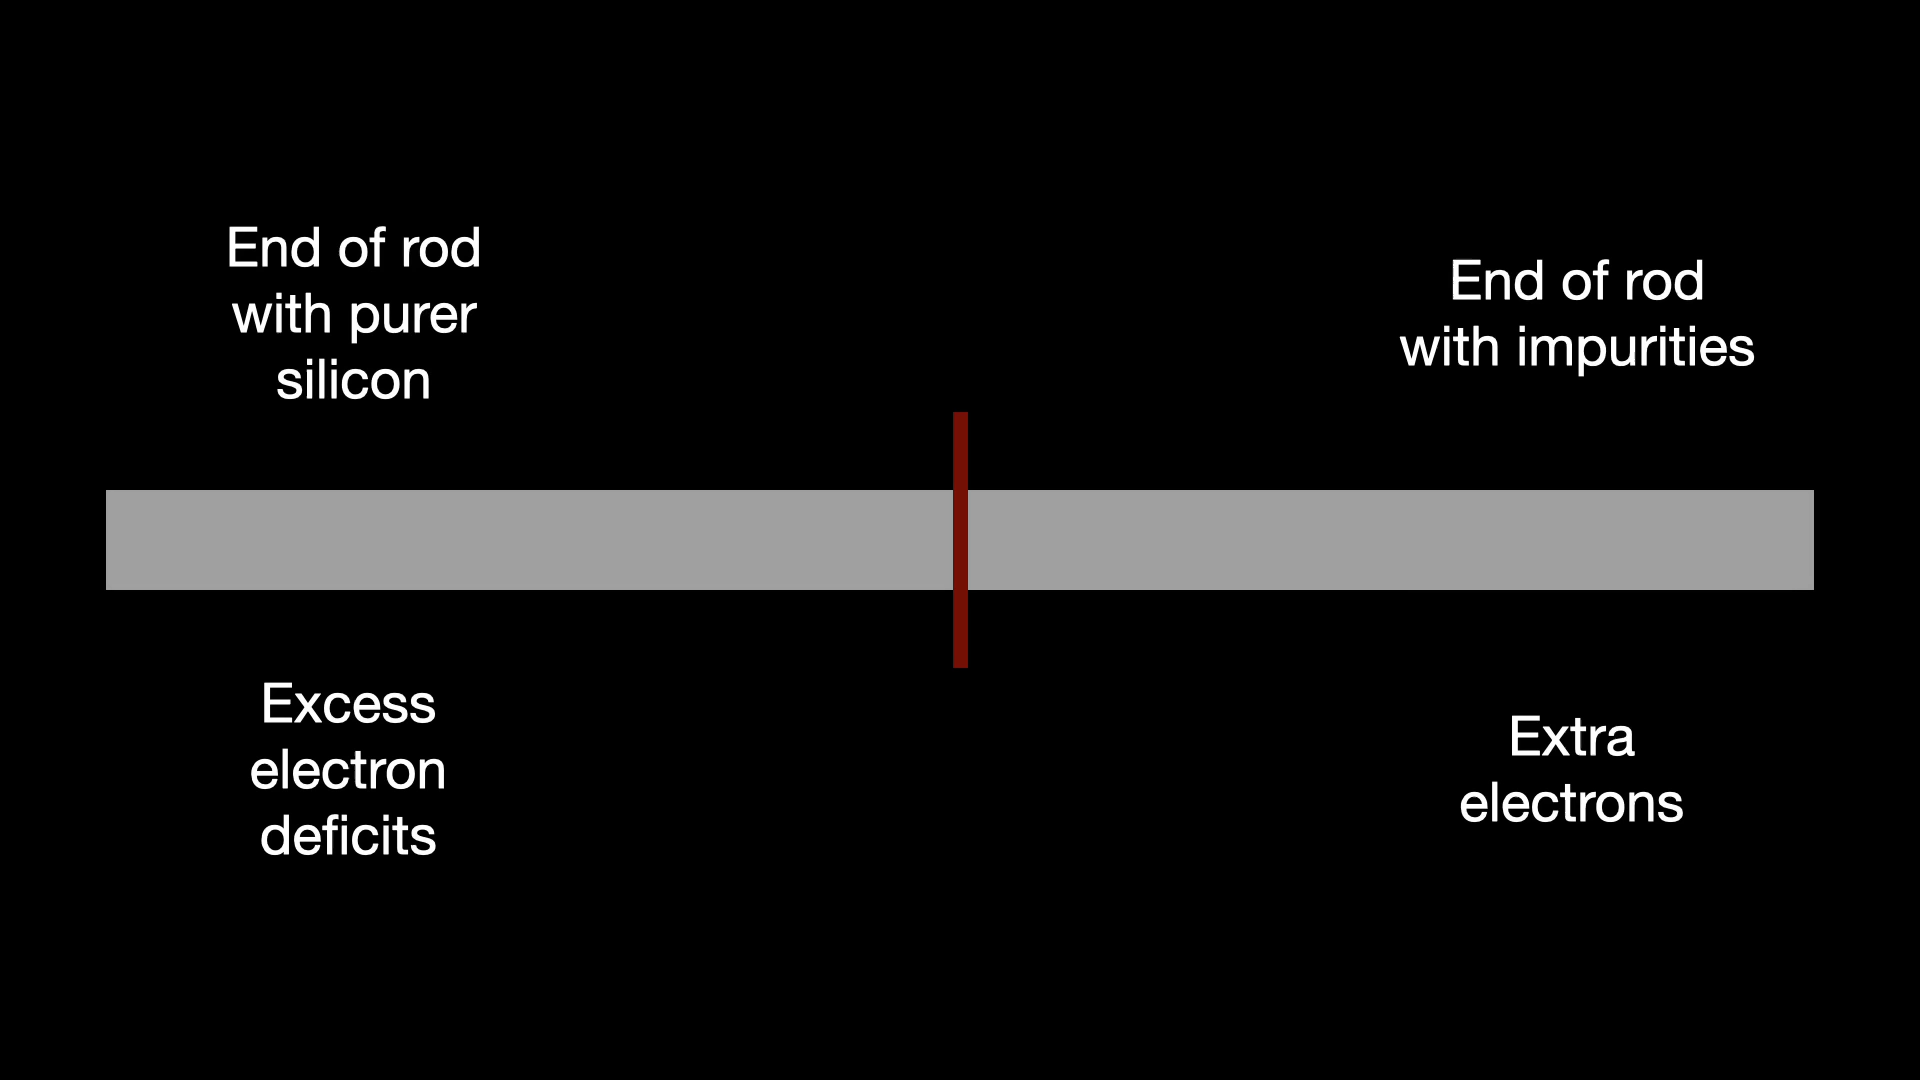 End of rod
with purer
silicon
End of rod
with impurities
Excess
electron
deficits
Extra
electrons